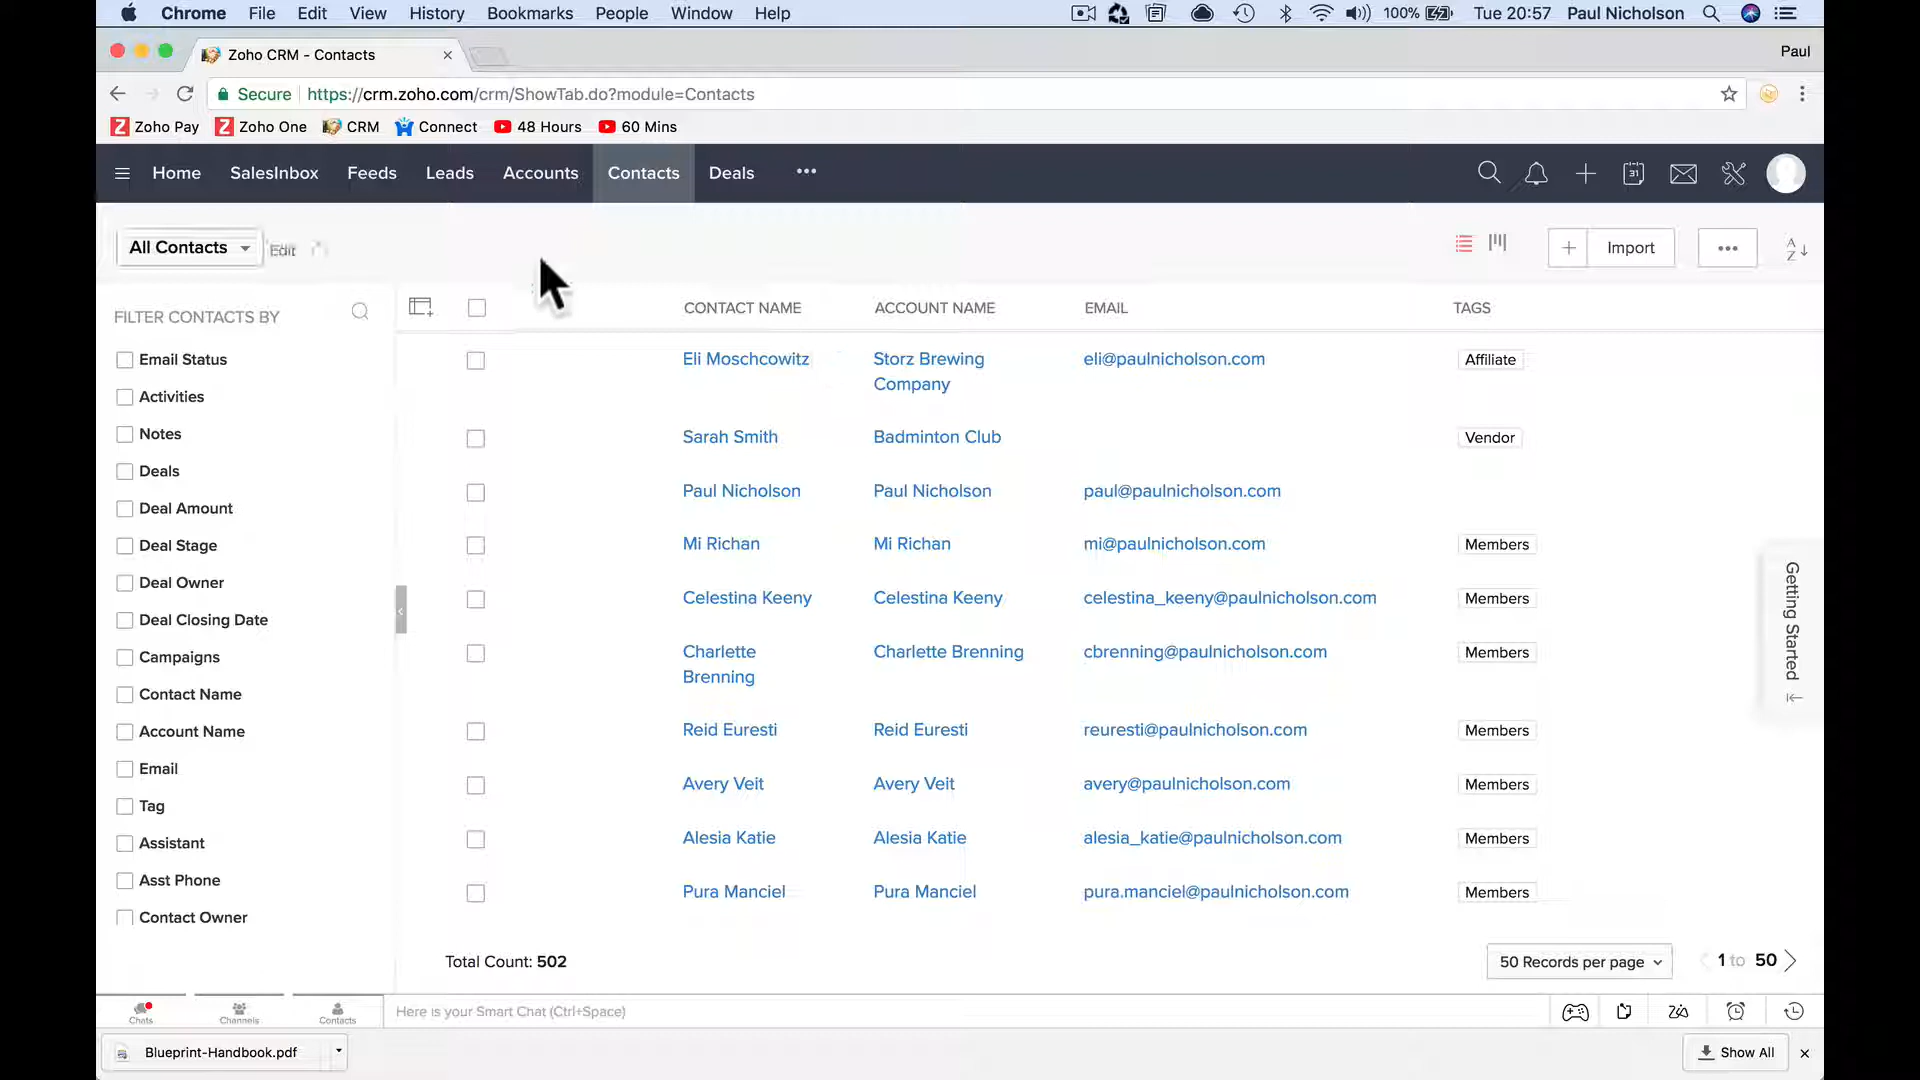 Chrome File Edit View History Bookmarks People Window Help 100% Tue 20:57 Paul Nicholson
Zoho CRM - Contacts Paul
Secure https://crm.zoho.com/crm/ShowTab.do?module=Contacts
Zoho Pay Zoho One CRM Connect 48 Hours 60 Mins
Home SalesInbox Feeds Leads Accounts Contacts Deals ••• 31
All Contacts Edit + Import ••• A Z
FILTER CONTACTS BY CONTACT NAME ACCOUNT NAME EMAIL TAGS
Email Status
Activities
Notes
Deals
Deal Amount
Deal Stage
Deal Owner
Deal Closing Date
Campaigns
Contact Name
Account Name
Email
Tag
Assistant
Asst Phone
Contact Owner
Eli Moschcowitz Storz Brewing Company eli@paulnicholson.com Affiliate
Sarah Smith Badminton Club Vendor
Paul Nicholson Paul Nicholson paul@paulnicholson.com
Mi Richan Mi Richan mi@paulnicholson.com Members
Celestina Keeny Celestina Keeny celestina_keeny@paulnicholson.com Members
Charlette Brenning Charlette Brenning cbrenning@paulnicholson.com Members
Reid Euresti Reid Euresti reuresti@paulnicholson.com Members
Avery Veit Avery Veit avery@paulnicholson.com Members
Alesia Katie Alesia Katie alesia_katie@paulnicholson.com Members
Pura Manciel Pura Manciel pura.manciel@paulnicholson.com Members
Getting Started
Total Count: 502 50 Records per page 1 to 50
Chats Channels Contacts Here is your Smart Chat (Ctrl+Space)
Blueprint-Handbook.pdf Show All